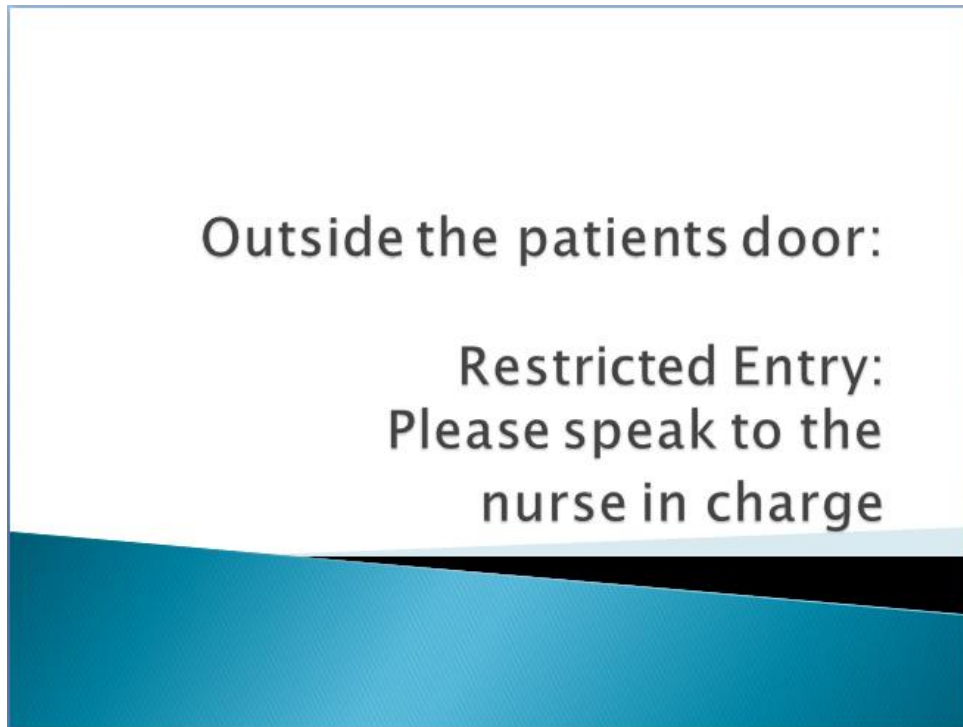 Outside the patients door:
Restricted Entry:
Please speak to the
nurse in charge